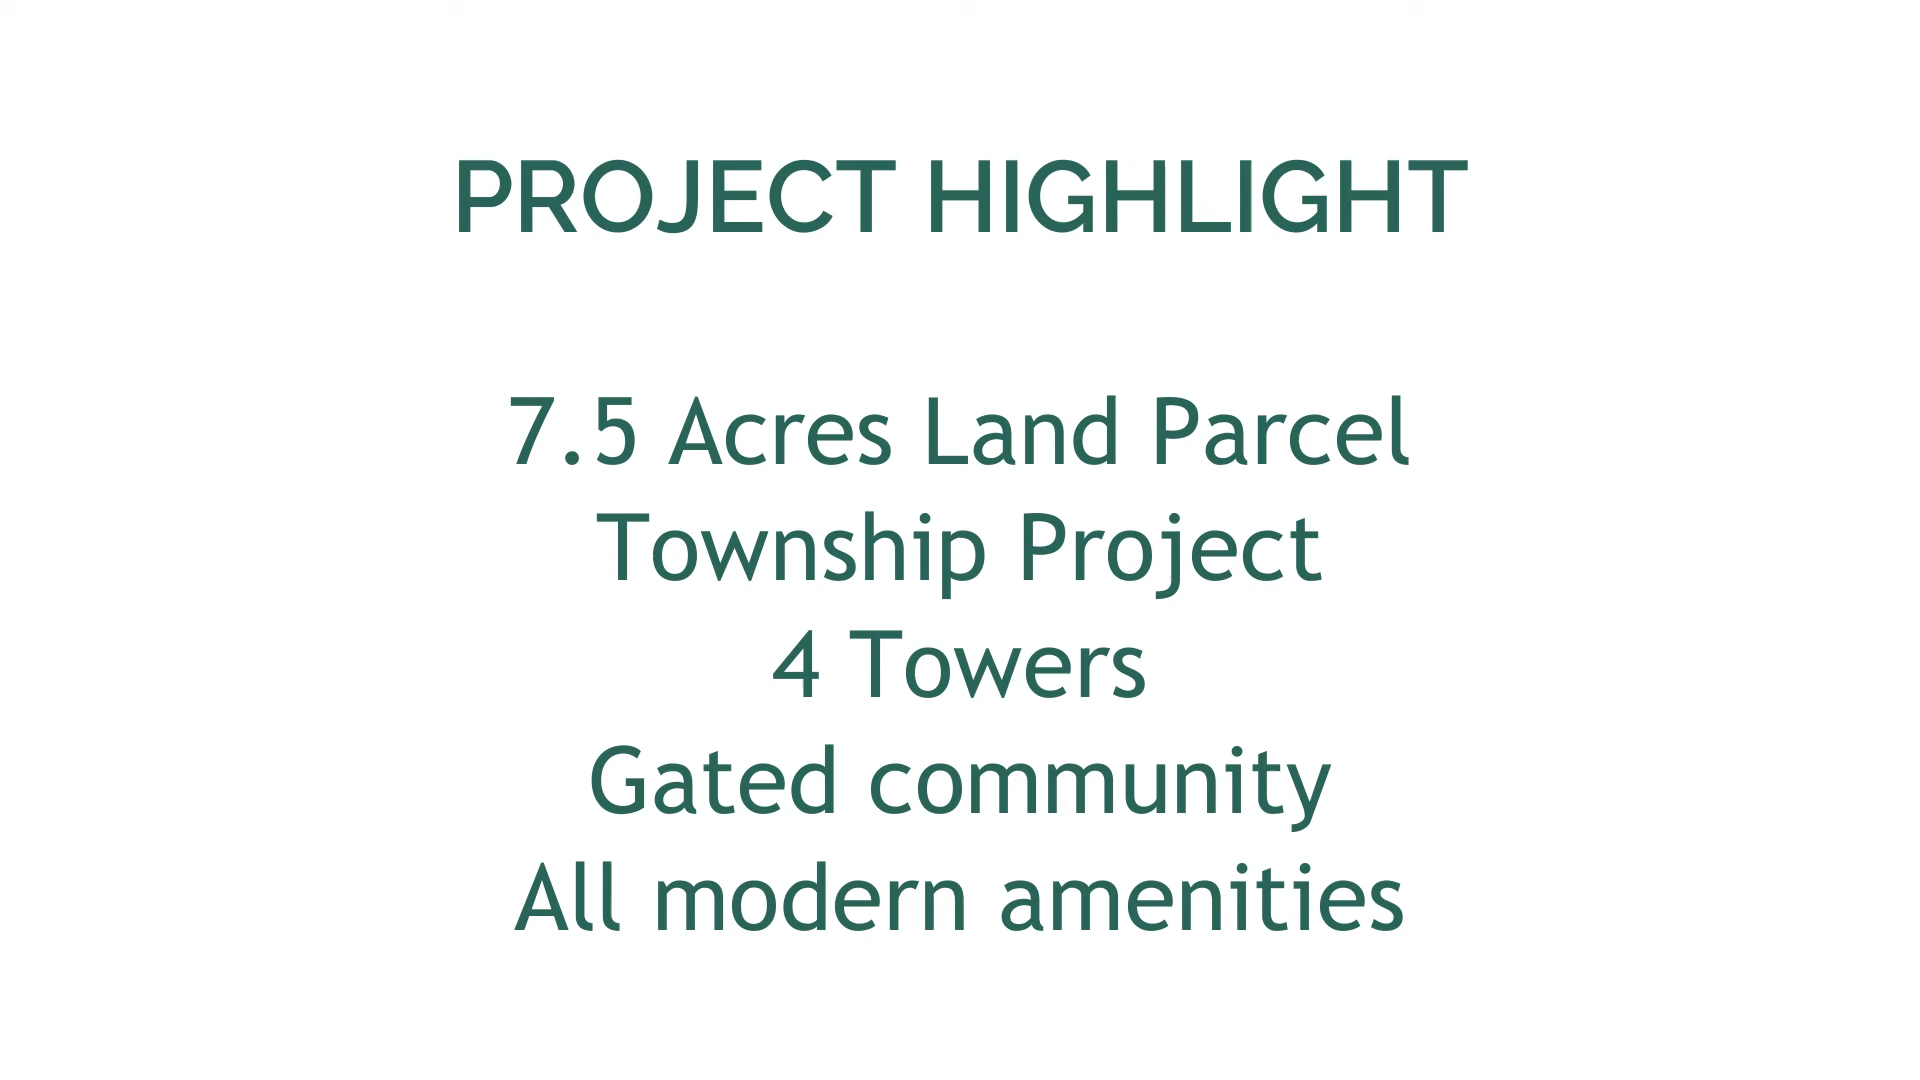 PROJECT HIGHLIGHT
7.5 Acres Land Parcel
Township Project
4 Towers
Gated community
All modern amenities